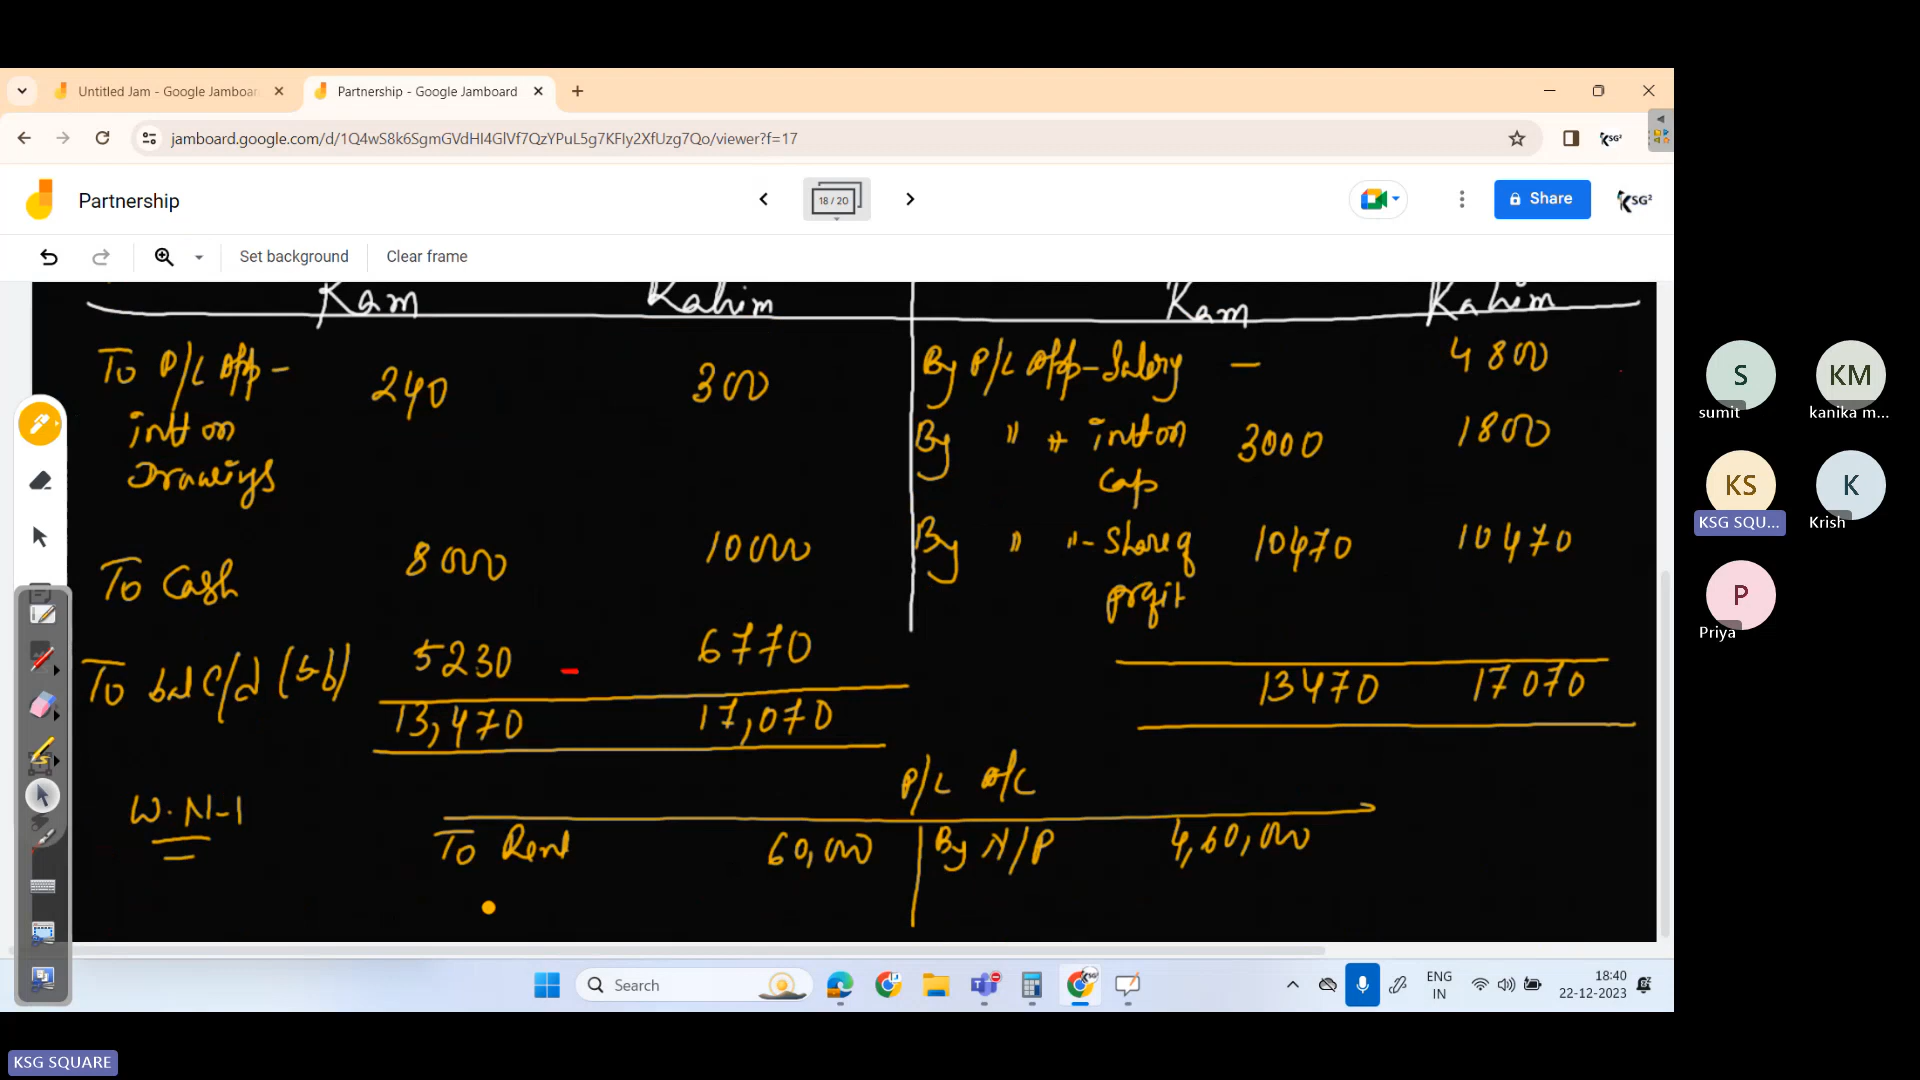 Untitled Jam - Google Jamboar
Partnership - Google Jamboard
jamboard.google.com/d/1Q4wS8k6SgmGVdHI4GlVf7QzYPuL5g7KFIy2XfUzg7Qo/viewer?f=17
Partnership
18 / 20
Share
KSG²
Set background
Clear frame
Ram Rahim Ram Rahim
To P/L App - 240 300 By P/L App - Salary — 4800
int on By " " int on 3000 1800
Drawings Cap
To Cash 8000 10000 By " " - Share of 10470 10470
profit
To bal c/d (b.b) 5230 - 6770
13470 17070
13,470 17,070
P/L A/C
W.N-1
To Rent 60,000 By N/P 4,60,000
S
sumit
KM
kanika m...
KS
KSG SQU...
K
Krish
P
Priya
Search
ENG
IN
18:40
22-12-2023
KSG SQUARE